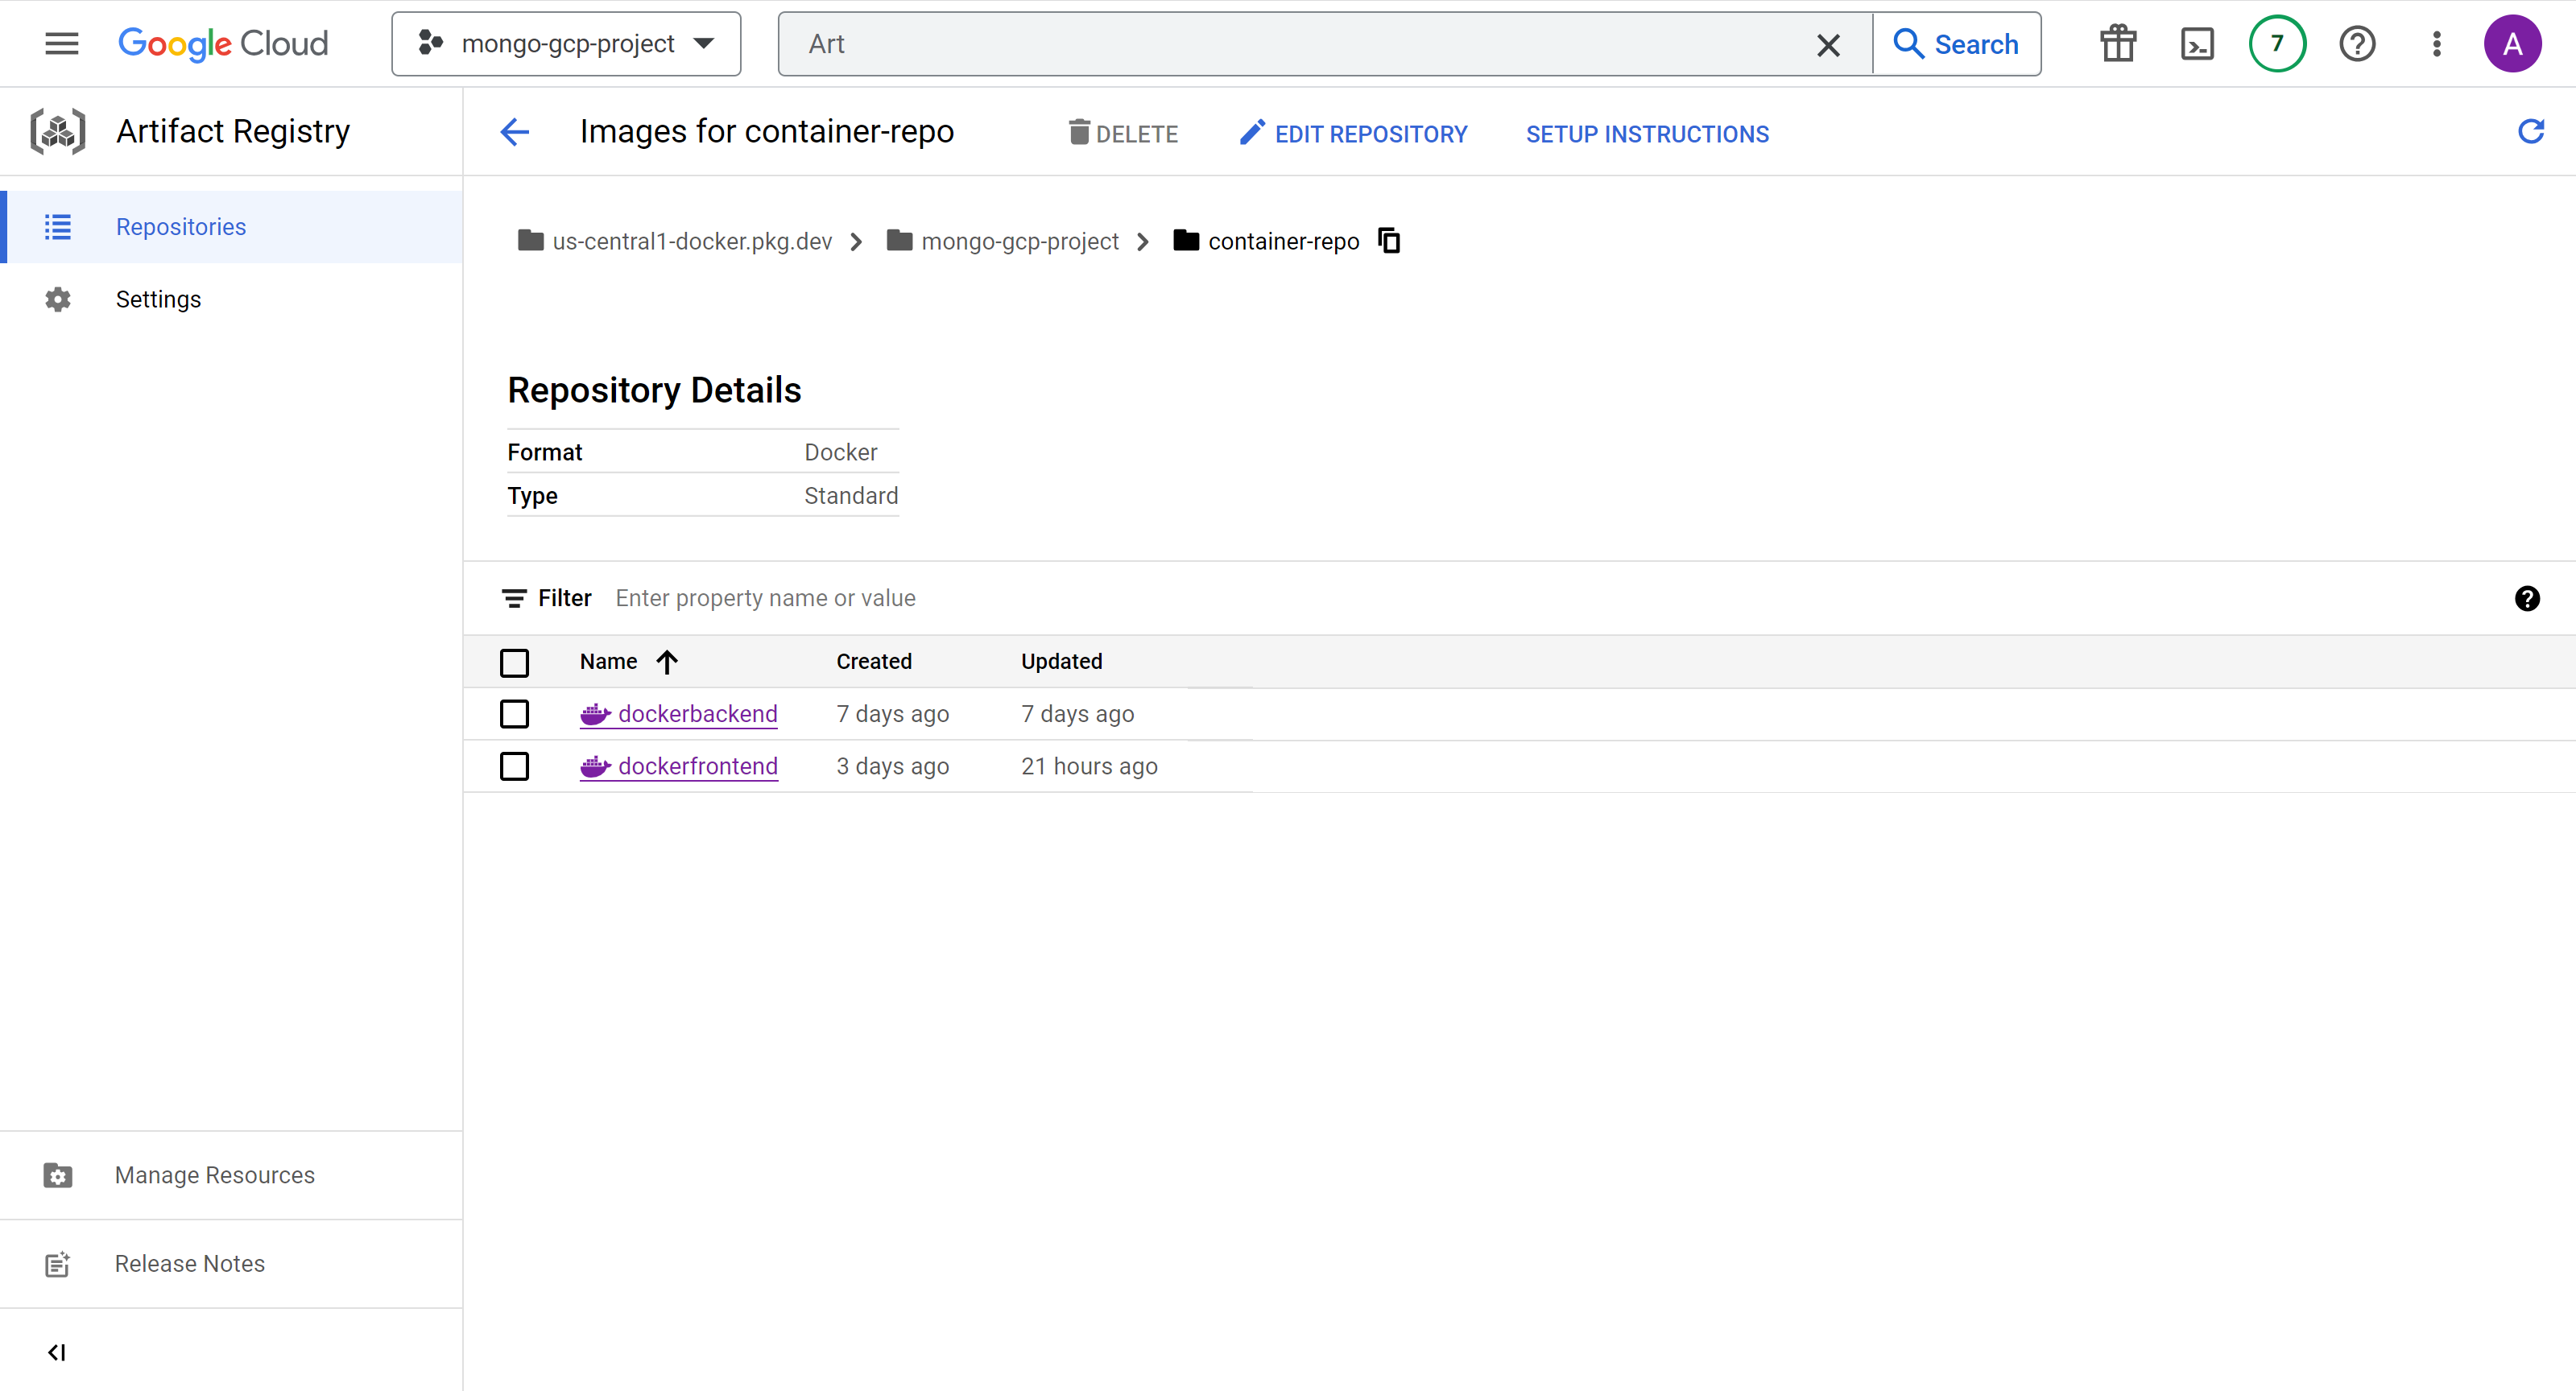 Google Cloud
mongo-gcp-project
Art
Search
7
A
Artifact Registry
Images for container-repo
DELETE
EDIT REPOSITORY
SETUP INSTRUCTIONS
Repositories
Settings
us-central1-docker.pkg.dev
mongo-gcp-project
container-repo
Repository Details
Format Docker
Type Standard
Filter Enter property name or value
Name Created Updated
dockerbackend 7 days ago 7 days ago
dockerfrontend 3 days ago 21 hours ago
Manage Resources
Release Notes